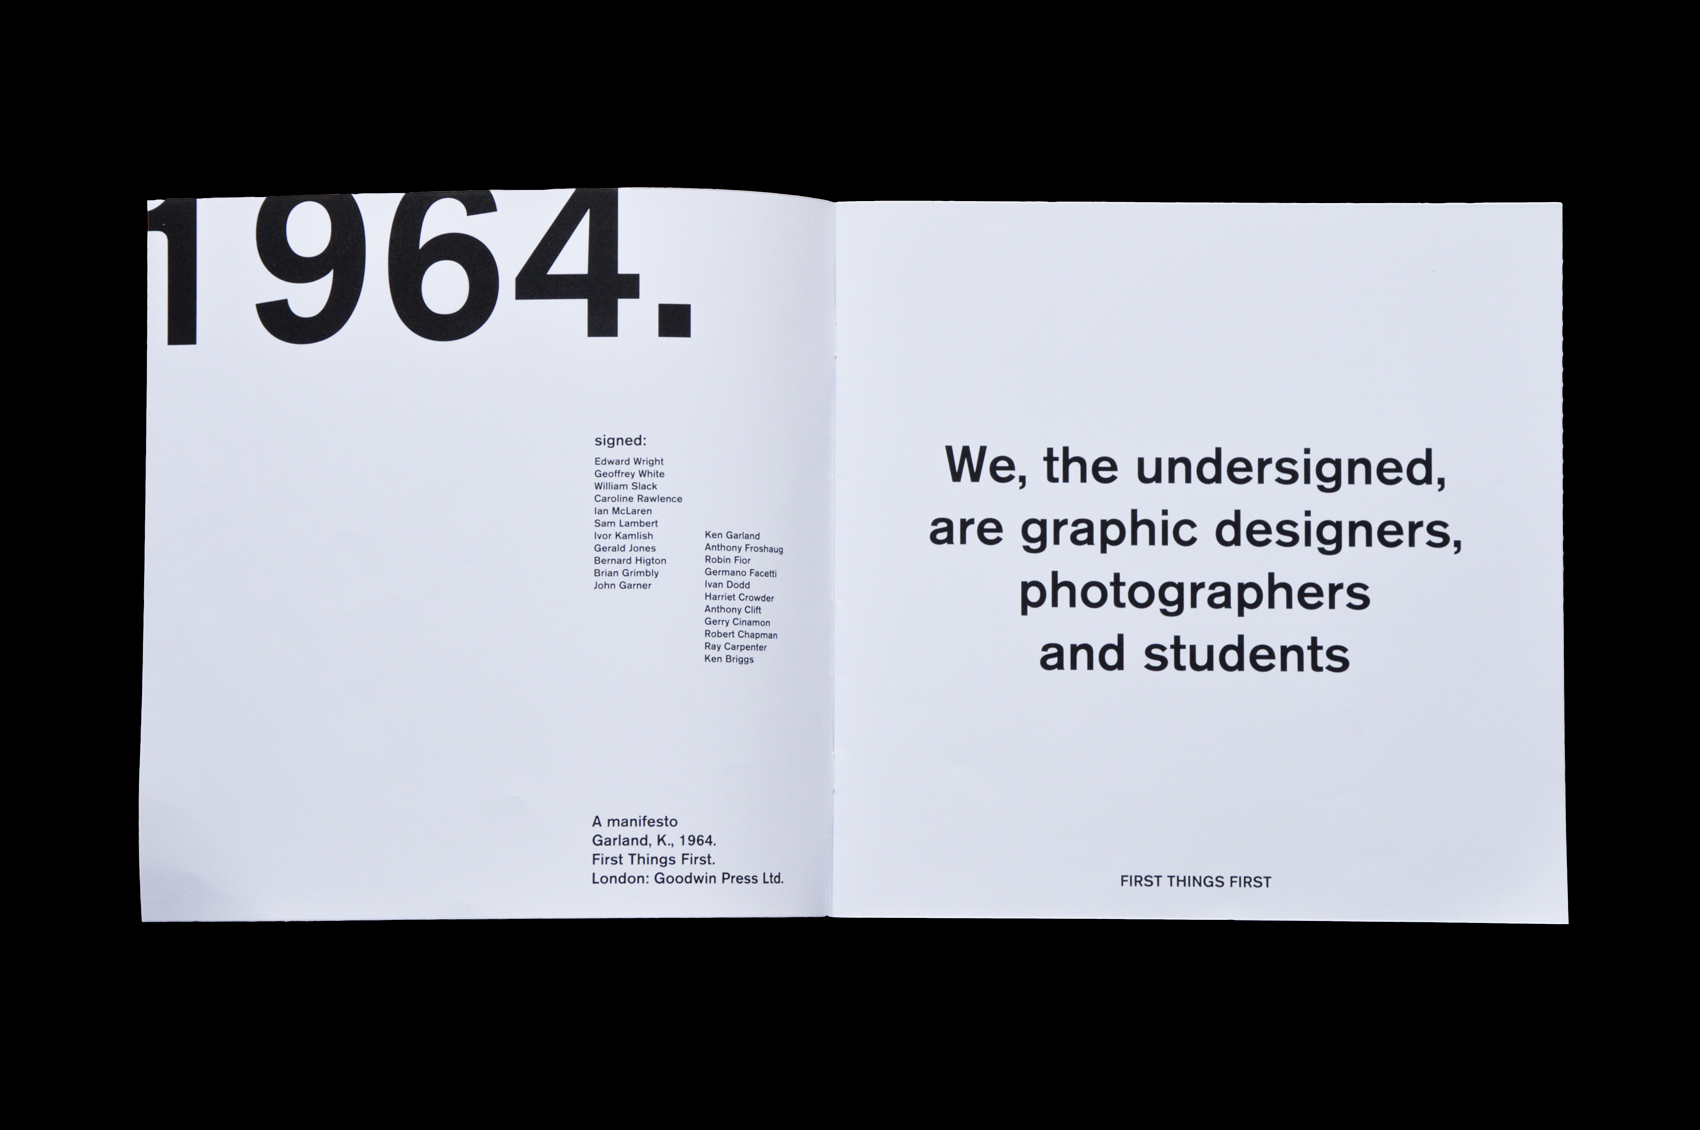 1964.
signed:
Edward Wright
Geoffrey White
William Slack
Caroline Rawlence
Ian McLaren
Sam Lambert
Ivor Kamlish
Gerald Jones
Bernard Higton
Brian Grimbly
John Garner
Ken Garland
Anthony Froshaug
Robin Fior
Germano Facetti
Ivan Dodd
Harriet Crowder
Anthony Clift
Gerry Cinamon
Robert Chapman
Ray Carpenter
Ken Briggs
A manifesto
Garland, K., 1964.
First Things First.
London: Goodwin Press Ltd.
We, the undersigned,
are graphic designers,
photographers
and students
FIRST THINGS FIRST